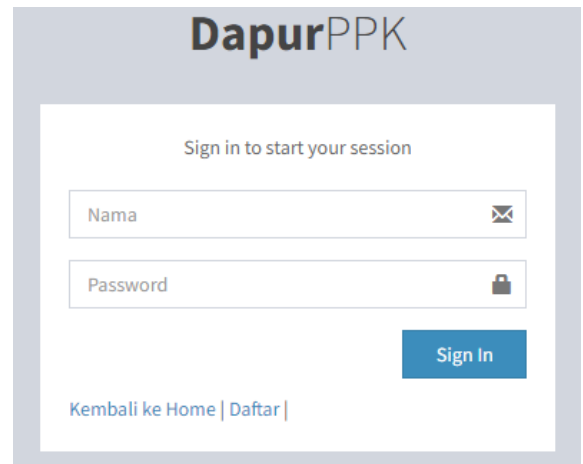 DapurPPK
Sign in to start your session
Nama
Password
Sign In
Kembali ke Home | Daftar |